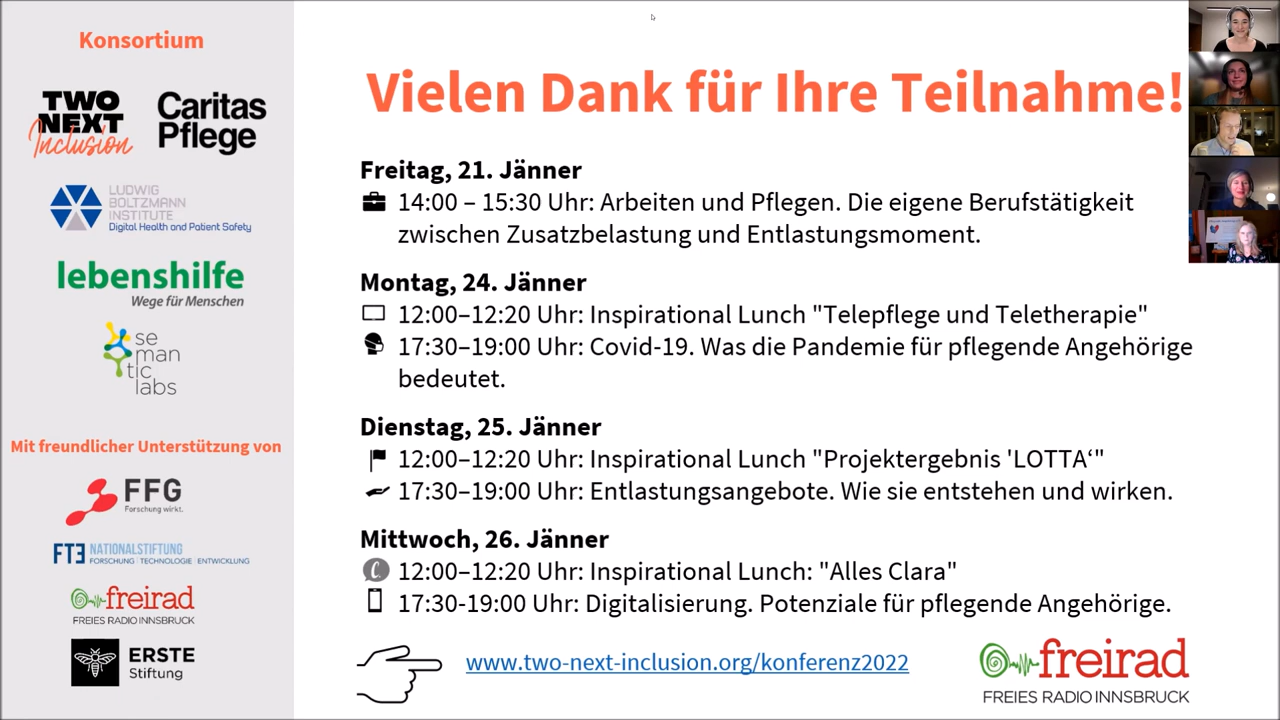 Konsortium
TWO
NEXT
Inclusion
Caritas
Pflege
LUDWIG
BOLTZMANN
INSTITUTE
Digital Health and Patient Safety
lebenshilfe
Wege für Menschen
se
man
tic
labs
Mit freundlicher Unterstützung von
FFG
Forschung wirkt.
FTE NATIONALSTIFTUNG
FORSCHUNG | TECHNOLOGIE | ENTWICKLUNG
freirad
FREIES RADIO INNSBRUCK
ERSTE
Stiftung
Vielen Dank für Ihre Teilnahme!
Freitag, 21. Jänner
14:00 – 15:30 Uhr: Arbeiten und Pflegen. Die eigene Berufstätigkeit
zwischen Zusatzbelastung und Entlastungsmoment.
Montag, 24. Jänner
12:00–12:20 Uhr: Inspirational Lunch "Telepflege und Teletherapie"
17:30–19:00 Uhr: Covid-19. Was die Pandemie für pflegende Angehörige
bedeutet.
Dienstag, 25. Jänner
12:00–12:20 Uhr: Inspirational Lunch "Projektergebnis 'LOTTA‘"
17:30–19:00 Uhr: Entlastungsangebote. Wie sie entstehen und wirken.
Mittwoch, 26. Jänner
12:00–12:20 Uhr: Inspirational Lunch: "Alles Clara"
17:30-19:00 Uhr: Digitalisierung. Potenziale für pflegende Angehörige.
www.two-next-inclusion.org/konferenz2022
freirad
FREIES RADIO INNSBRUCK